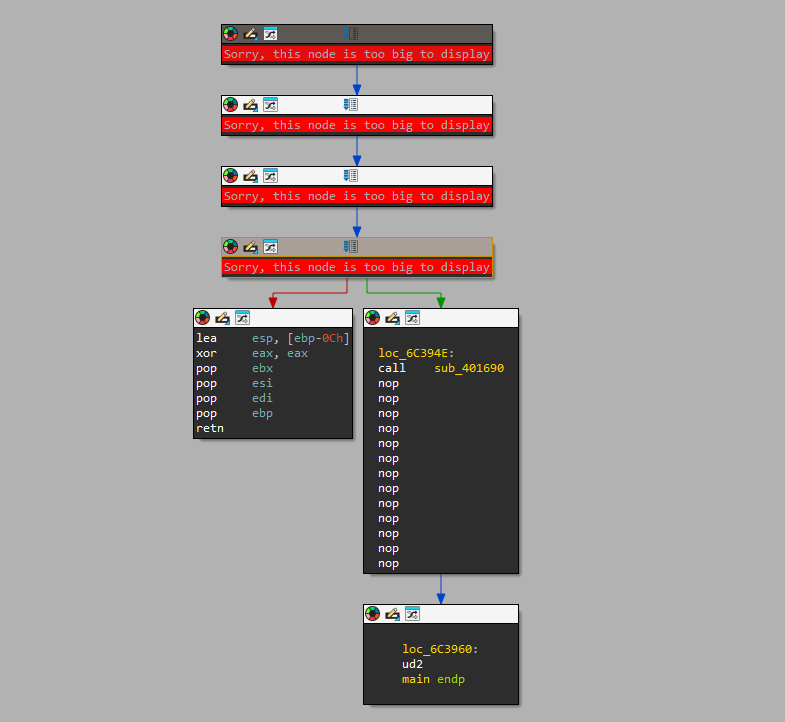 Sorry, this node is too big to display
Sorry, this node is too big to display
Sorry, this node is too big to display
Sorry, this node is too big to display
lea esp, [ebp-0Ch]
xor eax, eax
pop ebx
pop esi
pop edi
pop ebp
retn
loc_6C394E:
call sub_401690
nop
nop
nop
nop
nop
nop
nop
nop
nop
nop
nop
nop
nop
loc_6C3960:
ud2
main endp